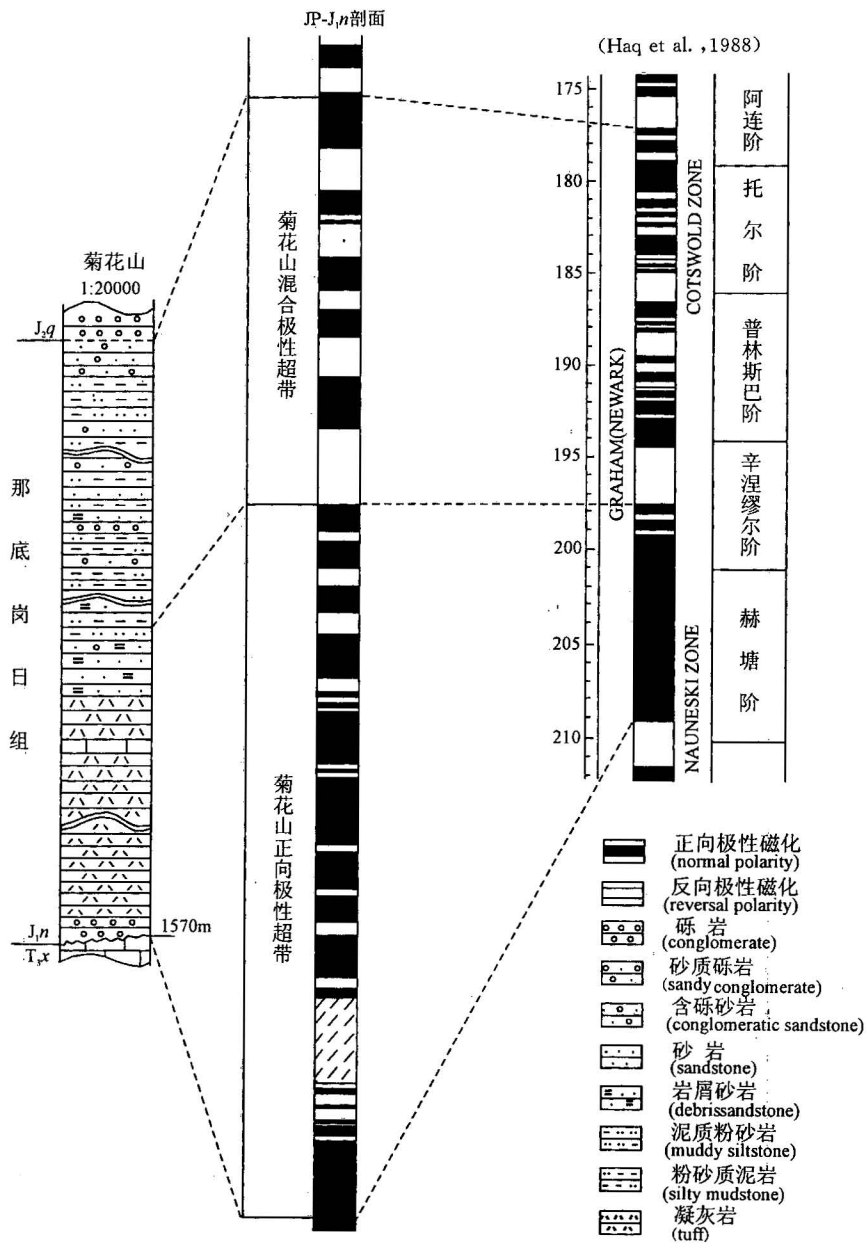 JP-J₁n剖面
(Haq et al.,1988)
菊花山
1:20000
J₂q
那底岗日组
J₁n
T₃x
1570m
菊花山混合极性超带
菊花山正向极性超带
175
180
185
190
195
200
205
210
GRAHAM(NEWARK)
COTSWOLD ZONE
NAUNESKI ZONE
阿连阶
托尔阶
普林斯巴阶
辛涅缪尔阶
赫塘阶
正向极性磁化
(normal polarity)
反向极性磁化
(reversal polarity)
砾岩
(conglomerate)
砂质砾岩
(sandy conglomerate)
含砾砂岩
(conglomeratic sandstone)
砂岩
(sandstone)
岩屑砂岩
(debrissandstone)
泥质粉砂岩
(muddy siltstone)
粉砂质泥岩
(silty mudstone)
凝灰岩
(tuff)